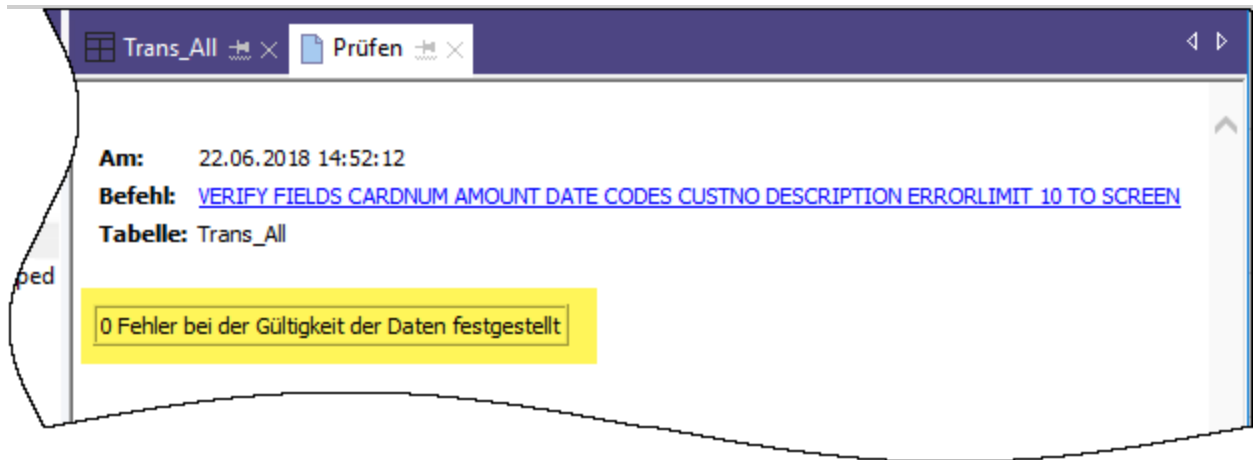 Trans_All Prüfen
Am: 22.06.2018 14:52:12
Befehl: VERIFY FIELDS CARDNUM AMOUNT DATE CODES CUSTNO DESCRIPTION ERRORLIMIT 10 TO SCREEN
Tabelle: Trans_All
ped
0 Fehler bei der Gültigkeit der Daten festgestellt